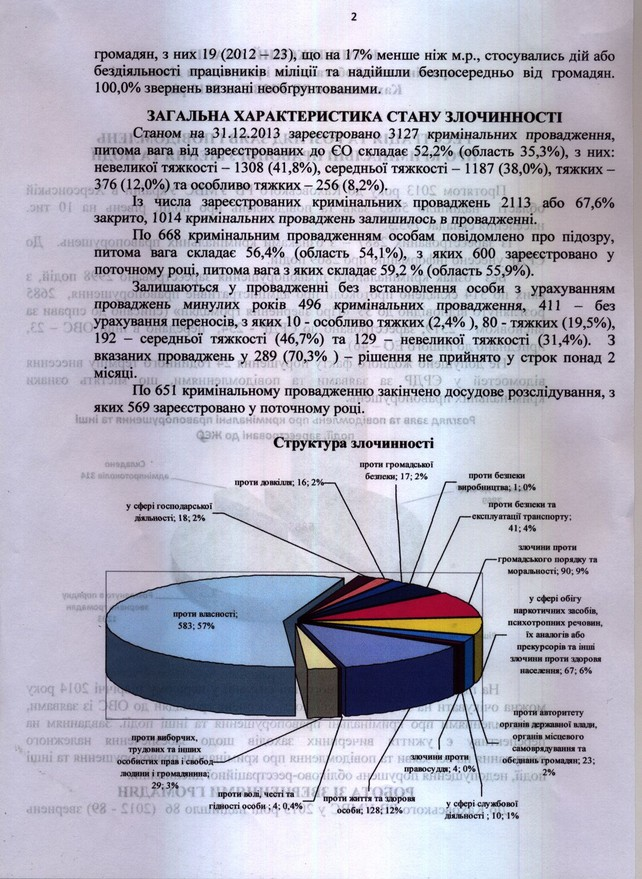 2
громадян, з них 19 (2012 – 23), що на 17% менше ніж м.р., стосувались дій або
бездіяльності працівників міліції та надійшли безпосередньо від громадян.
100,0% звернень визнані необґрунтованими.
ЗАГАЛЬНА ХАРАКТЕРИСТИКА СТАНУ ЗЛОЧИННОСТІ
Станом на 31.12.2013 зареєстровано 3127 кримінальних провадження,
питома вага від зареєстрованих до ЄО складає 52,2% (область 35,3%), з них:
невеликої тяжкості – 1308 (41,8%), середньої тяжкості – 1187 (38,0%), тяжких –
376 (12,0%) та особливо тяжких – 256 (8,2%).
Із числа зареєстрованих кримінальних проваджень 2113 або 67,6%
закрито, 1014 кримінальних проваджень залишилось в провадженні.
По 668 кримінальним провадженням особам повідомлено про підозру,
питома вага складає 56,4% (область 54,1%), з яких 600 зареєстровано у
поточному році, питома вага з яких складає 59,2 % (область 55,9%).
Залишаються у провадженні без встановлення особи з урахуванням
проваджень минулих років 496 кримінальних провадження, 411 – без
урахування переносів, з яких 10 - особливо тяжких (2,4% ), 80 - тяжких (19,5%),
192 – середньої тяжкості (46,7%) та 129 – невеликої тяжкості (31,4%). З
вказаних проваджень у 289 (70,3% ) – рішення не прийнято у строк понад 2
місяці.
По 651 кримінальному провадженню закінчено досудове розслідування, з
яких 569 зареєстровано у поточному році.
Структура злочинності
проти громадської
безпеки; 17; 2%
проти довкілля; 16; 2%
проти безпеки
виробництва; 1; 0%
у сфері господарської
діяльності; 18; 2%
проти безпеки та
експлуатації транспорту;
41; 4%
злочини проти
громадського порядку та
моральності; 90; 9%
проти власності;
583; 57%
у сфері обігу
наркотичних засобів,
психотропних речовин,
їх аналогів або
прекурсорів та інші
злочини проти здоровя
населення; 67; 6%
проти авторитету
органів державної влади,
органів місцевого
самоврядування та
обєднань громадян; 23;
2%
проти виборчих,
трудових та інших
особистих прав і свобод
людини і громадянина;
29; 3%
злочини проти
правосуддя; 4; 0%
проти волі, честі та
гідності особи ; 4; 0,4%
проти життя та здоровя
особи; 128; 12%
у сфері службової
діяльності ; 10; 1%